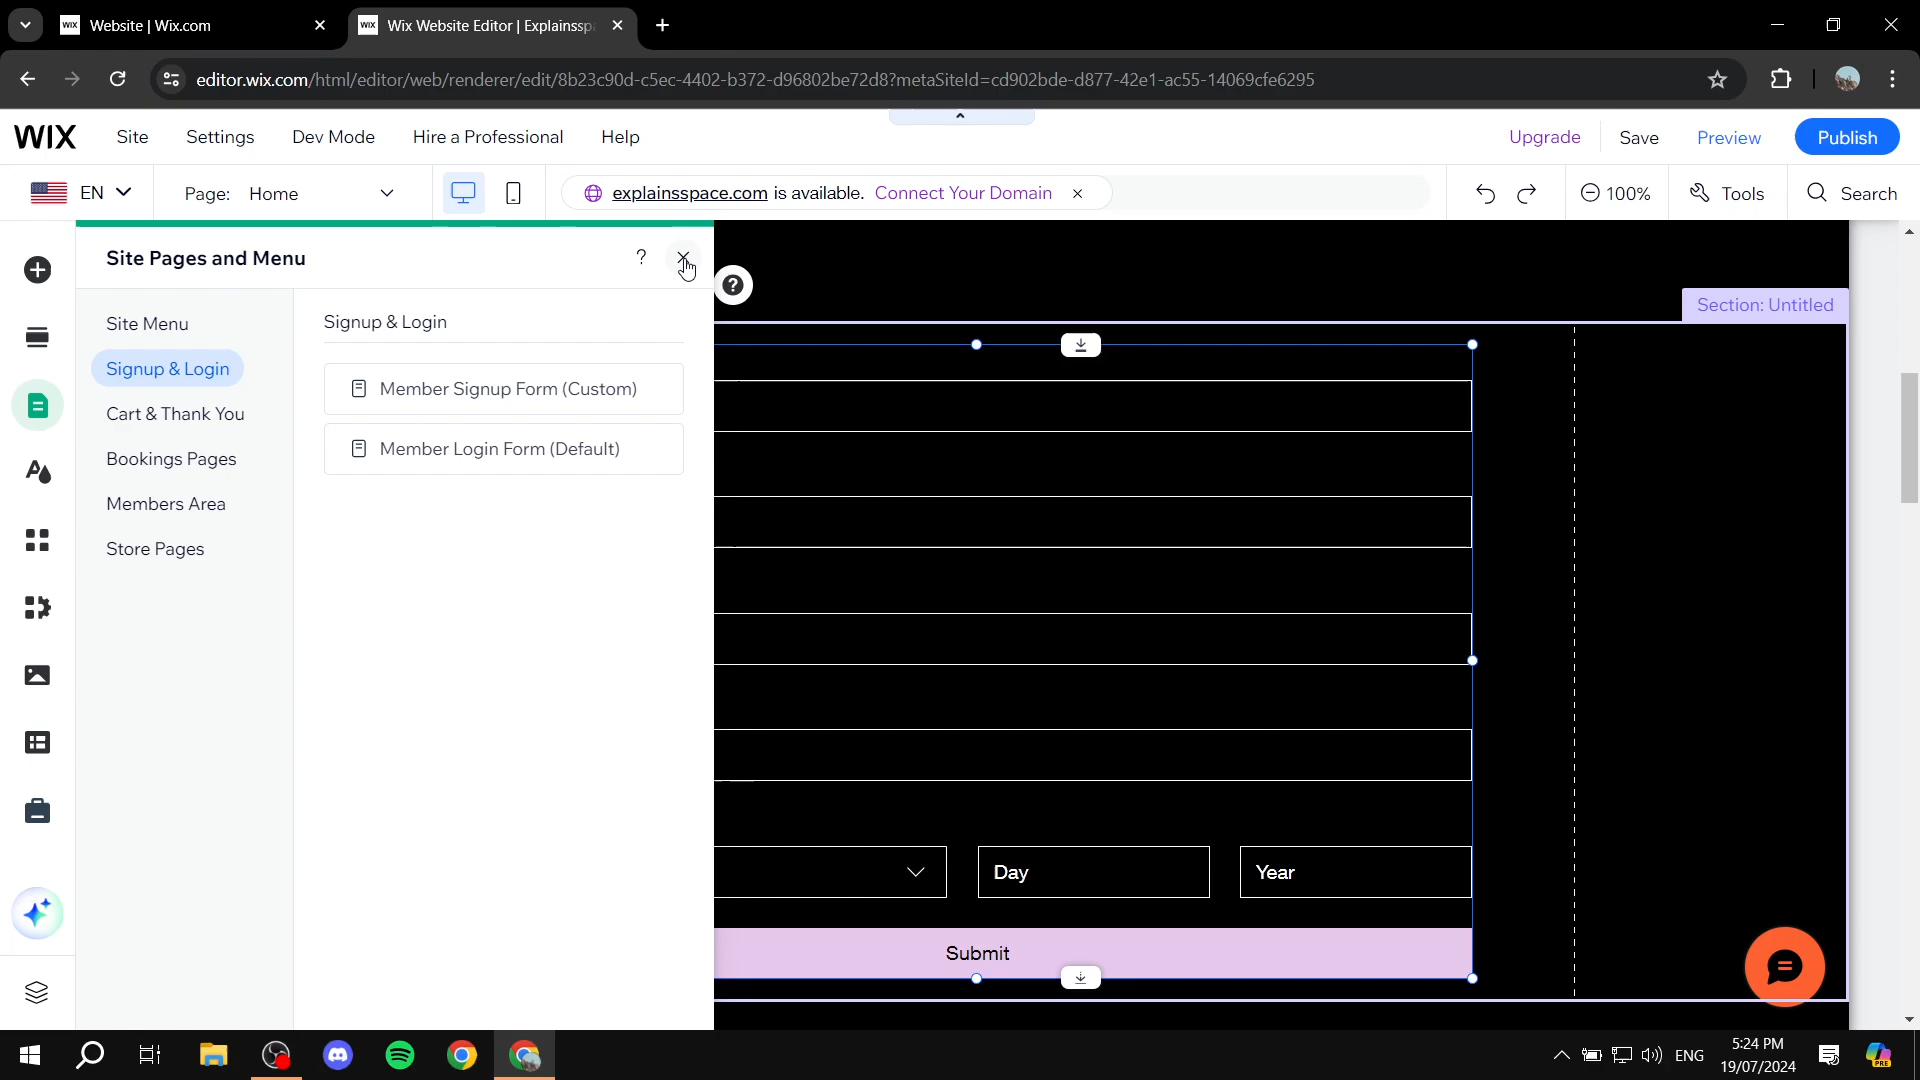 Website | Wix.com
Wix Website Editor | Explainssp
editor.wix.com/html/editor/web/renderer/edit/8b23c90d-c5ec-4402-b372-d96802be72d8?metaSiteId=cd902bde-d877-42e1-ac55-14069cfe6295
WIX Site Settings Dev Mode Hire a Professional Help Upgrade Save Preview Publish
EN Page: Home explainsspace.com is available. Connect Your Domain 100% Tools Search
Site Pages and Menu ?
Section: Untitled
Site Menu
Signup & Login
Cart & Thank You
Bookings Pages
Members Area
Store Pages
Signup & Login
Member Signup Form (Custom)
Member Login Form (Default)
Day Year
Submit
ENG
5:24 PM
19/07/2024